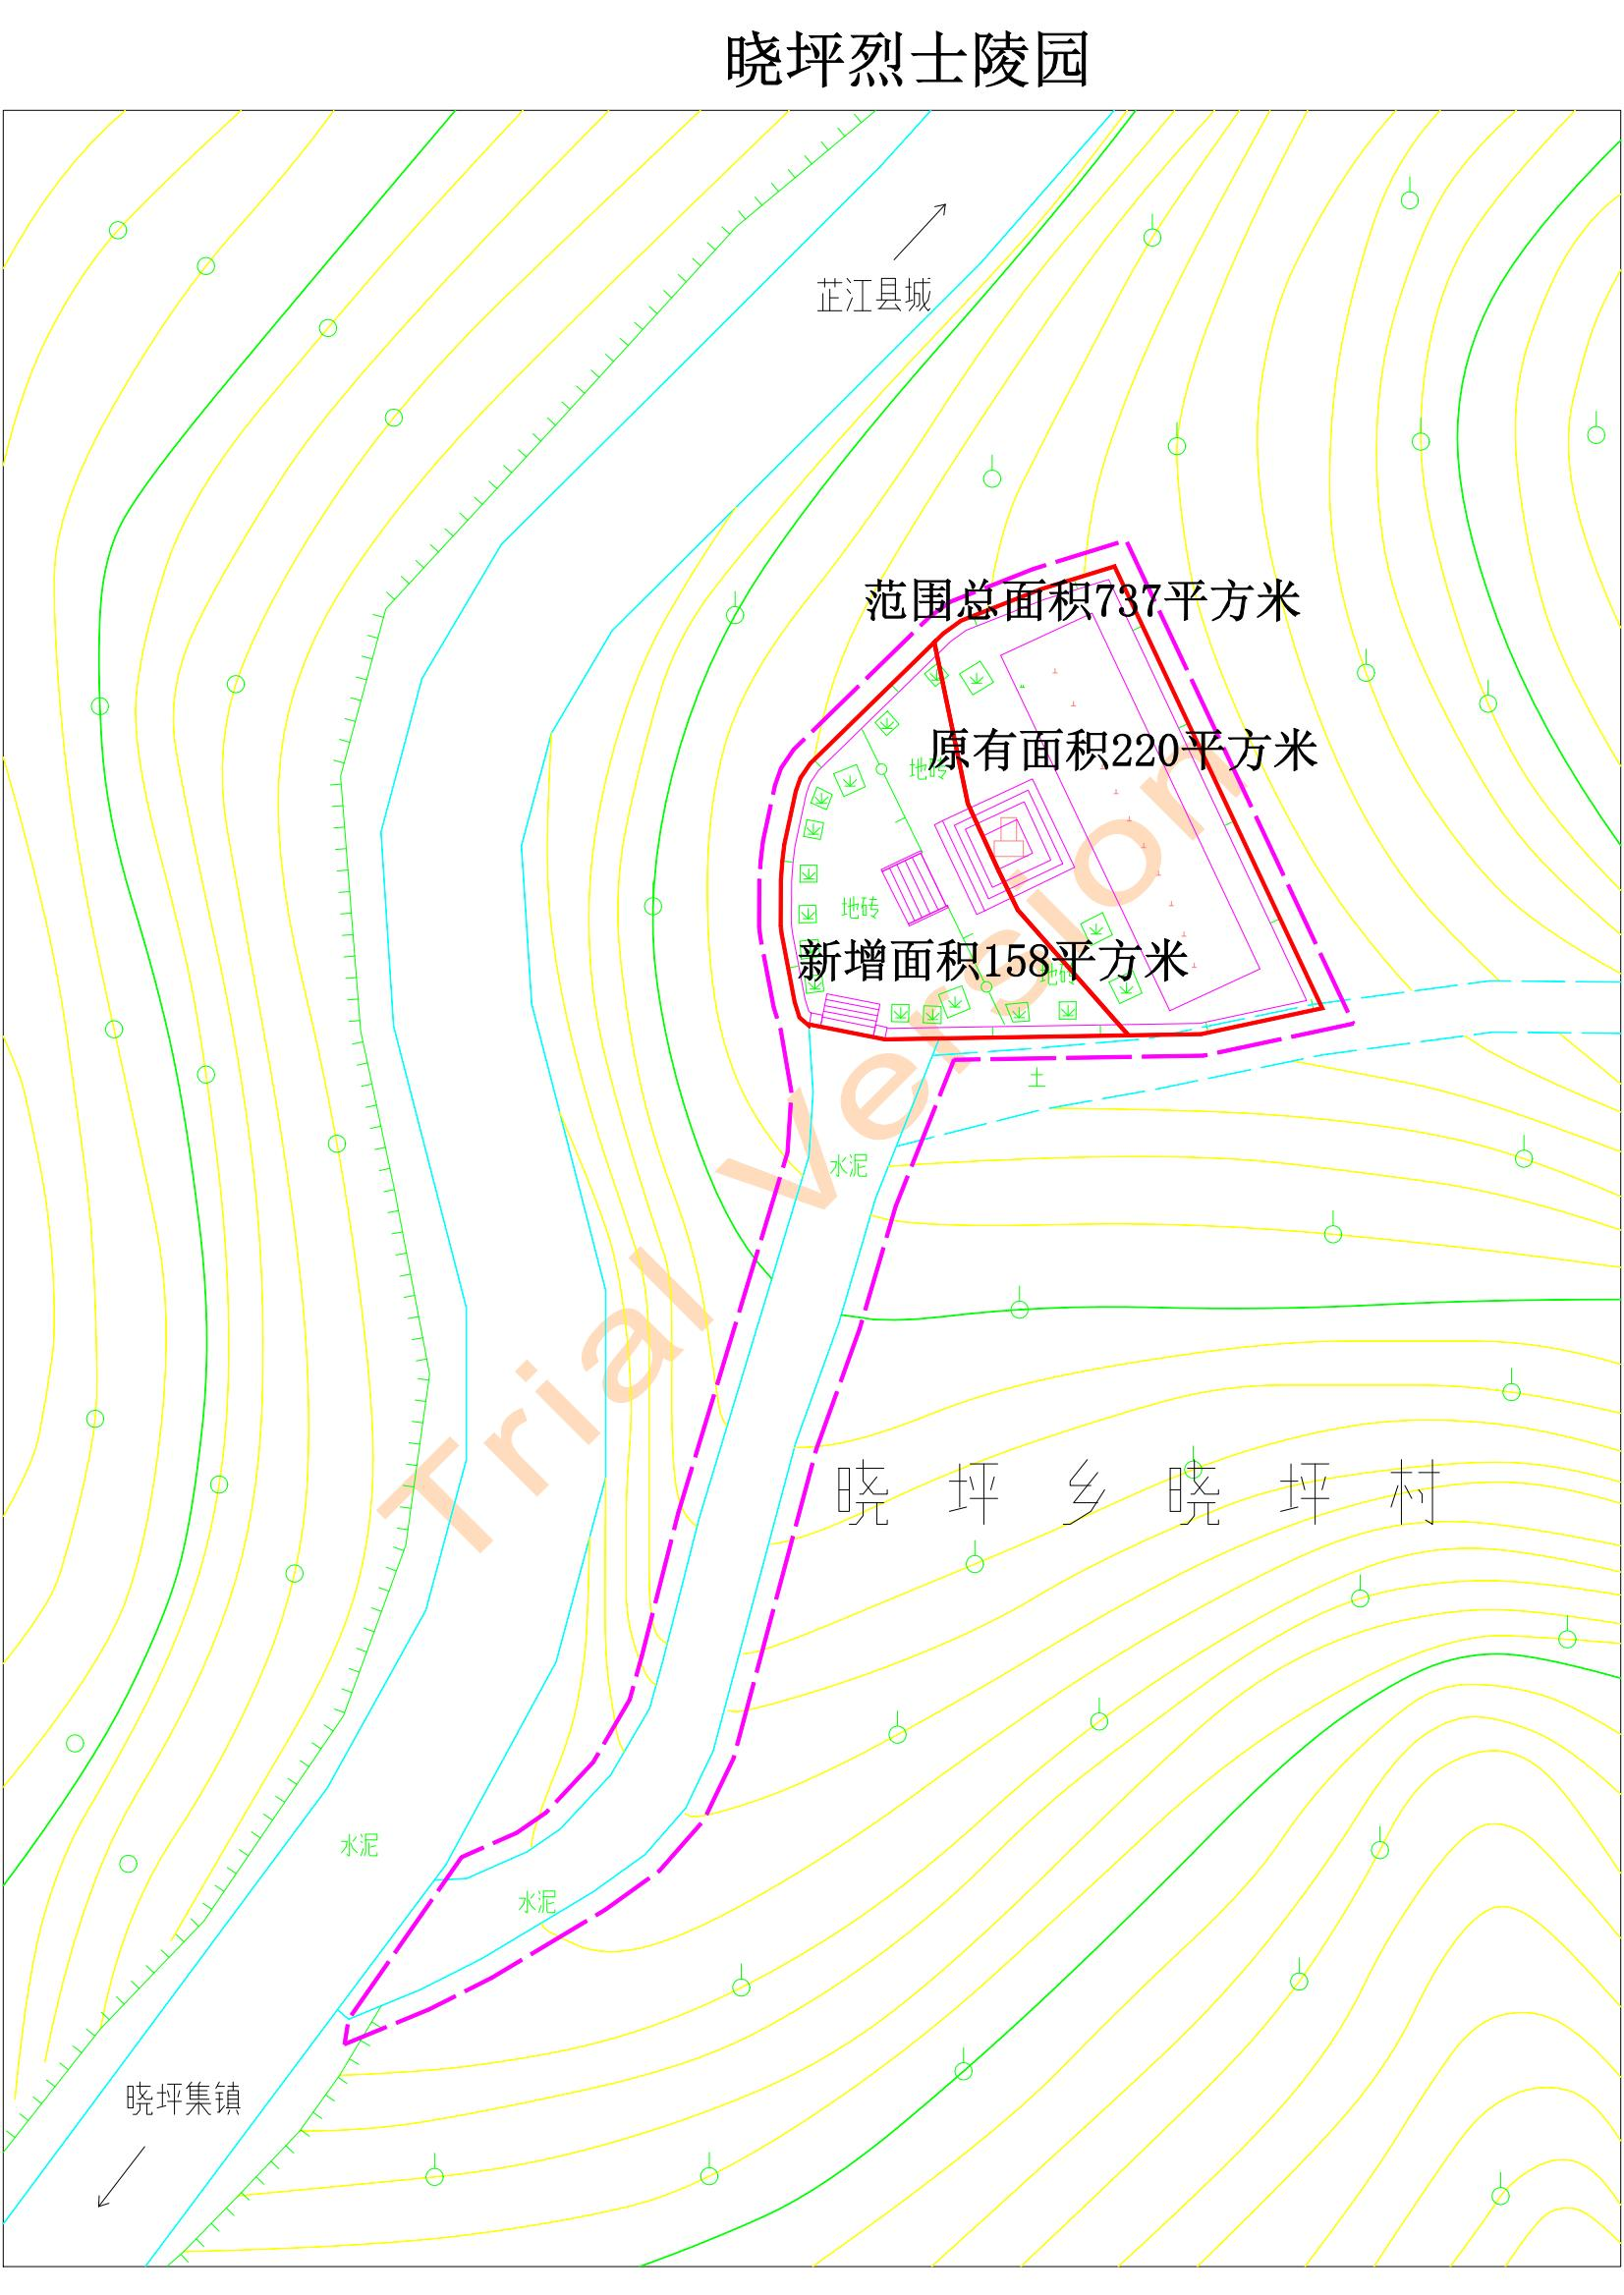 晓坪烈士陵园
芷江县城
范围总面积737平方米
原有面积220平方米
地砖
地砖
新增面积158平方米
地砖
土
水泥
Trial Version
晓坪乡晓坪村
水泥
水泥
晓坪集镇